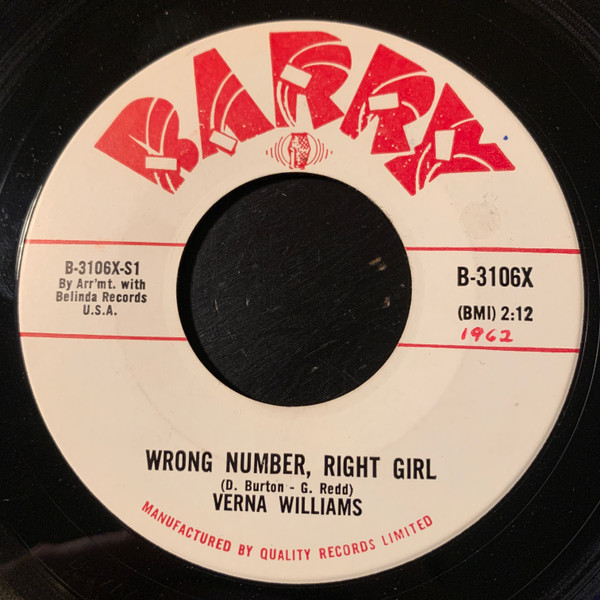 BARRY
B-3106X-S1
By Arr'mt. with
Belinda Records
U.S.A.
B-3106X
(BMI) 2:12
1962
WRONG NUMBER, RIGHT GIRL
(D. Burton - G. Redd)
VERNA WILLIAMS
MANUFACTURED BY QUALITY RECORDS LIMITED